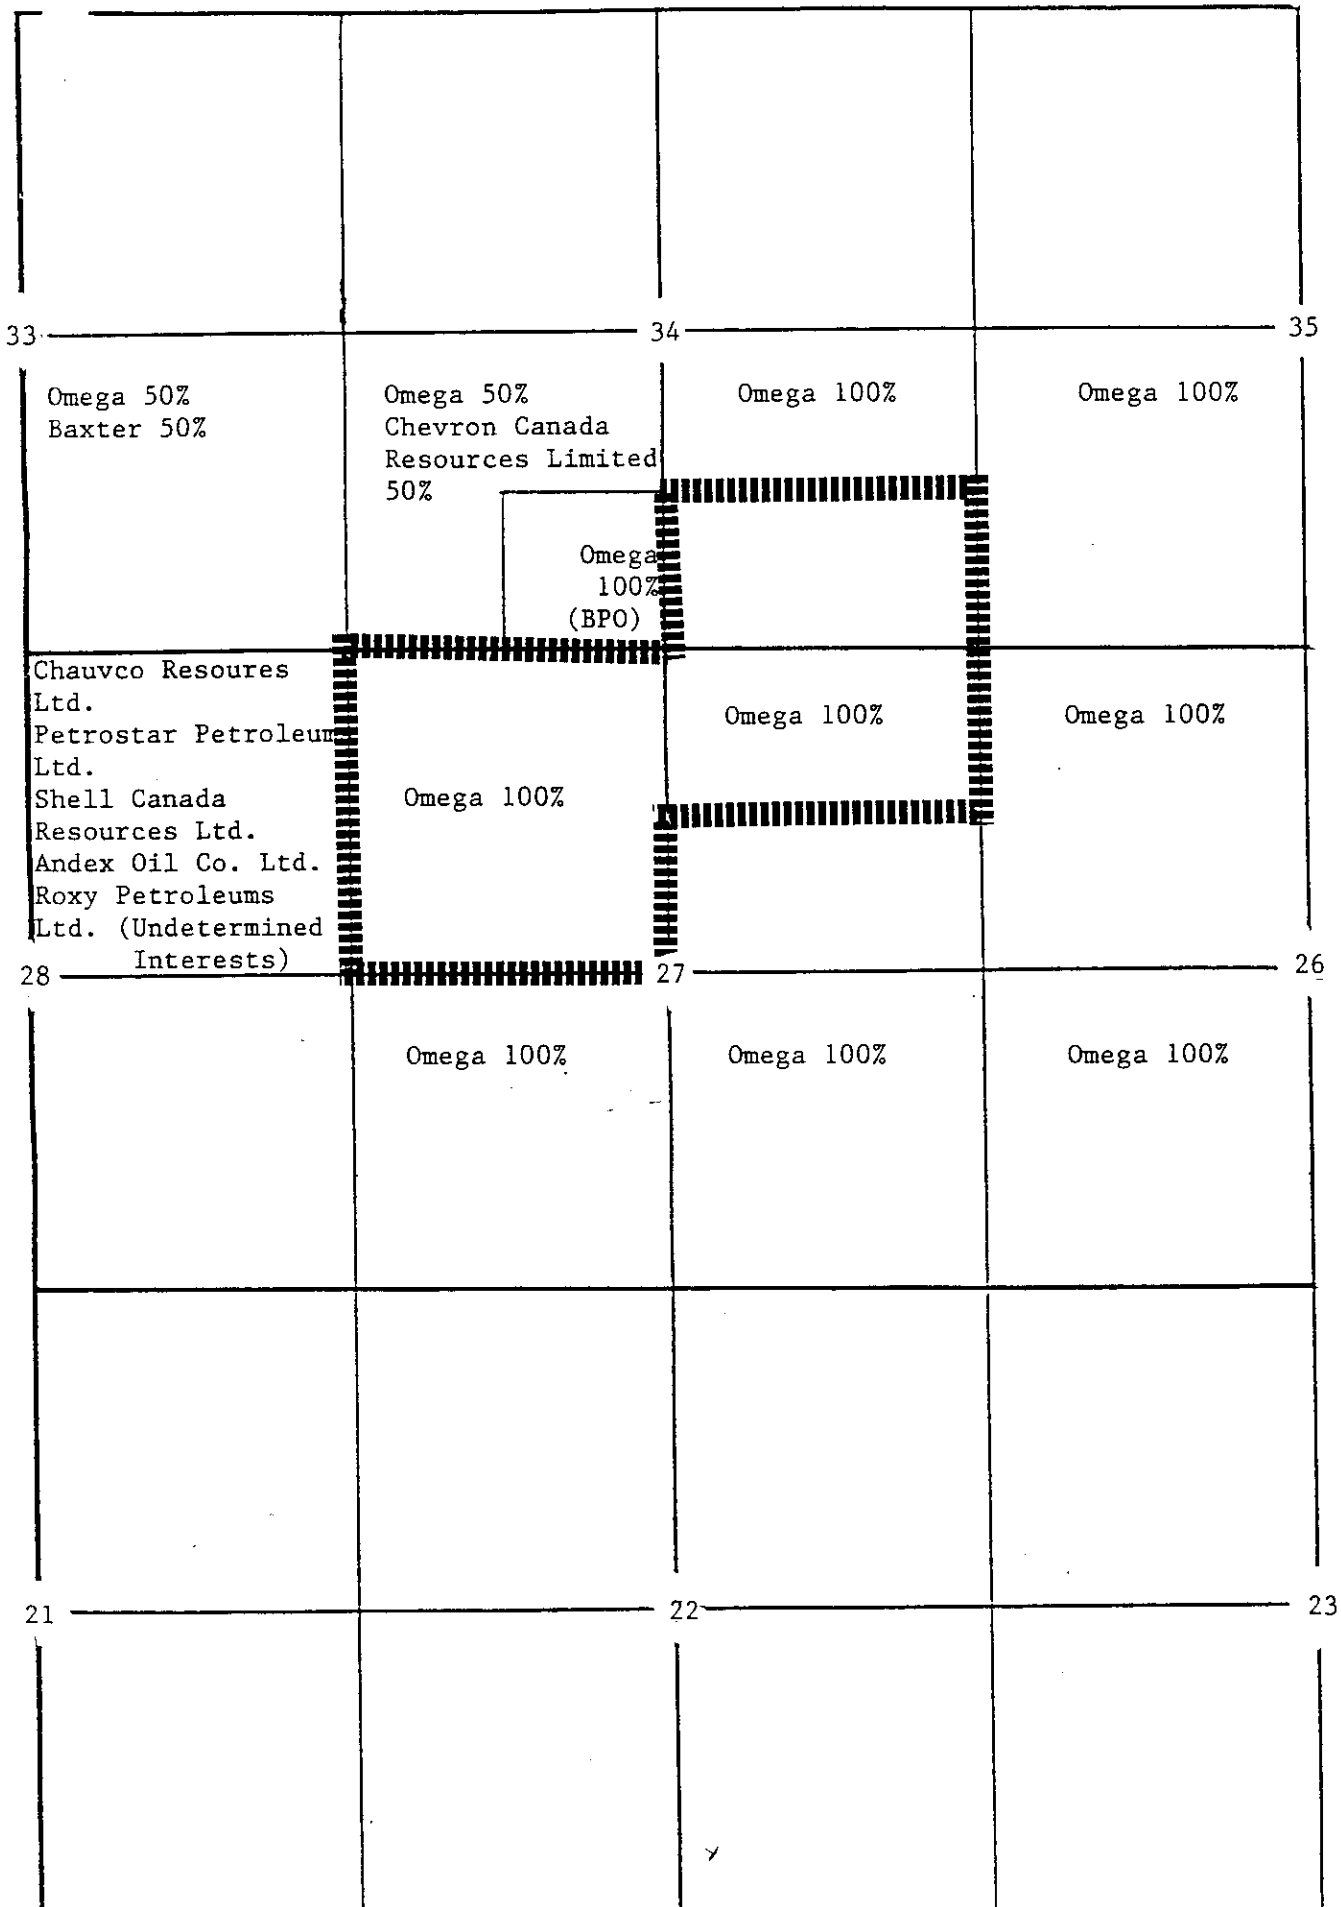 33 34 35
Omega 50%
Baxter 50%
Omega 50%
Chevron Canada
Resources Limited
50%
Omega 100%
Omega 100%
Omega
100%
(BPO)
Chauvco Resoures
Ltd.
Petrostar Petroleum
Ltd.
Shell Canada
Resources Ltd.
Andex Oil Co. Ltd.
Roxy Petroleums
Ltd. (Undetermined
Interests)
Omega 100%
Omega 100%
Omega 100%
28 27 26
Omega 100%
Omega 100%
Omega 100%
21 22 23